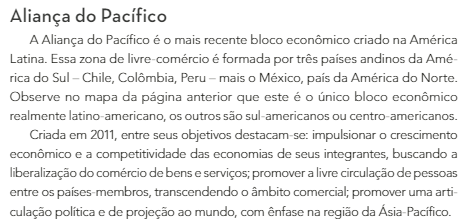 Aliança do Pacífico
A Aliança do Pacífico é o mais recente bloco econômico criado na América
Latina. Essa zona de livre-comércio é formada por três países andinos da Amé-
rica do Sul – Chile, Colômbia, Peru – mais o México, país da América do Norte.
Observe no mapa da página anterior que este é o único bloco econômico
realmente latino-americano, os outros são sul-americanos ou centro-americanos.
Criada em 2011, entre seus objetivos destacam-se: impulsionar o crescimento
econômico e a competitividade das economias de seus integrantes, buscando a
liberalização do comércio de bens e serviços; promover a livre circulação de pessoas
entre os países-membros, transcendendo o âmbito comercial; promover uma arti-
culação política e de projeção ao mundo, com ênfase na região da Ásia-Pacífico.